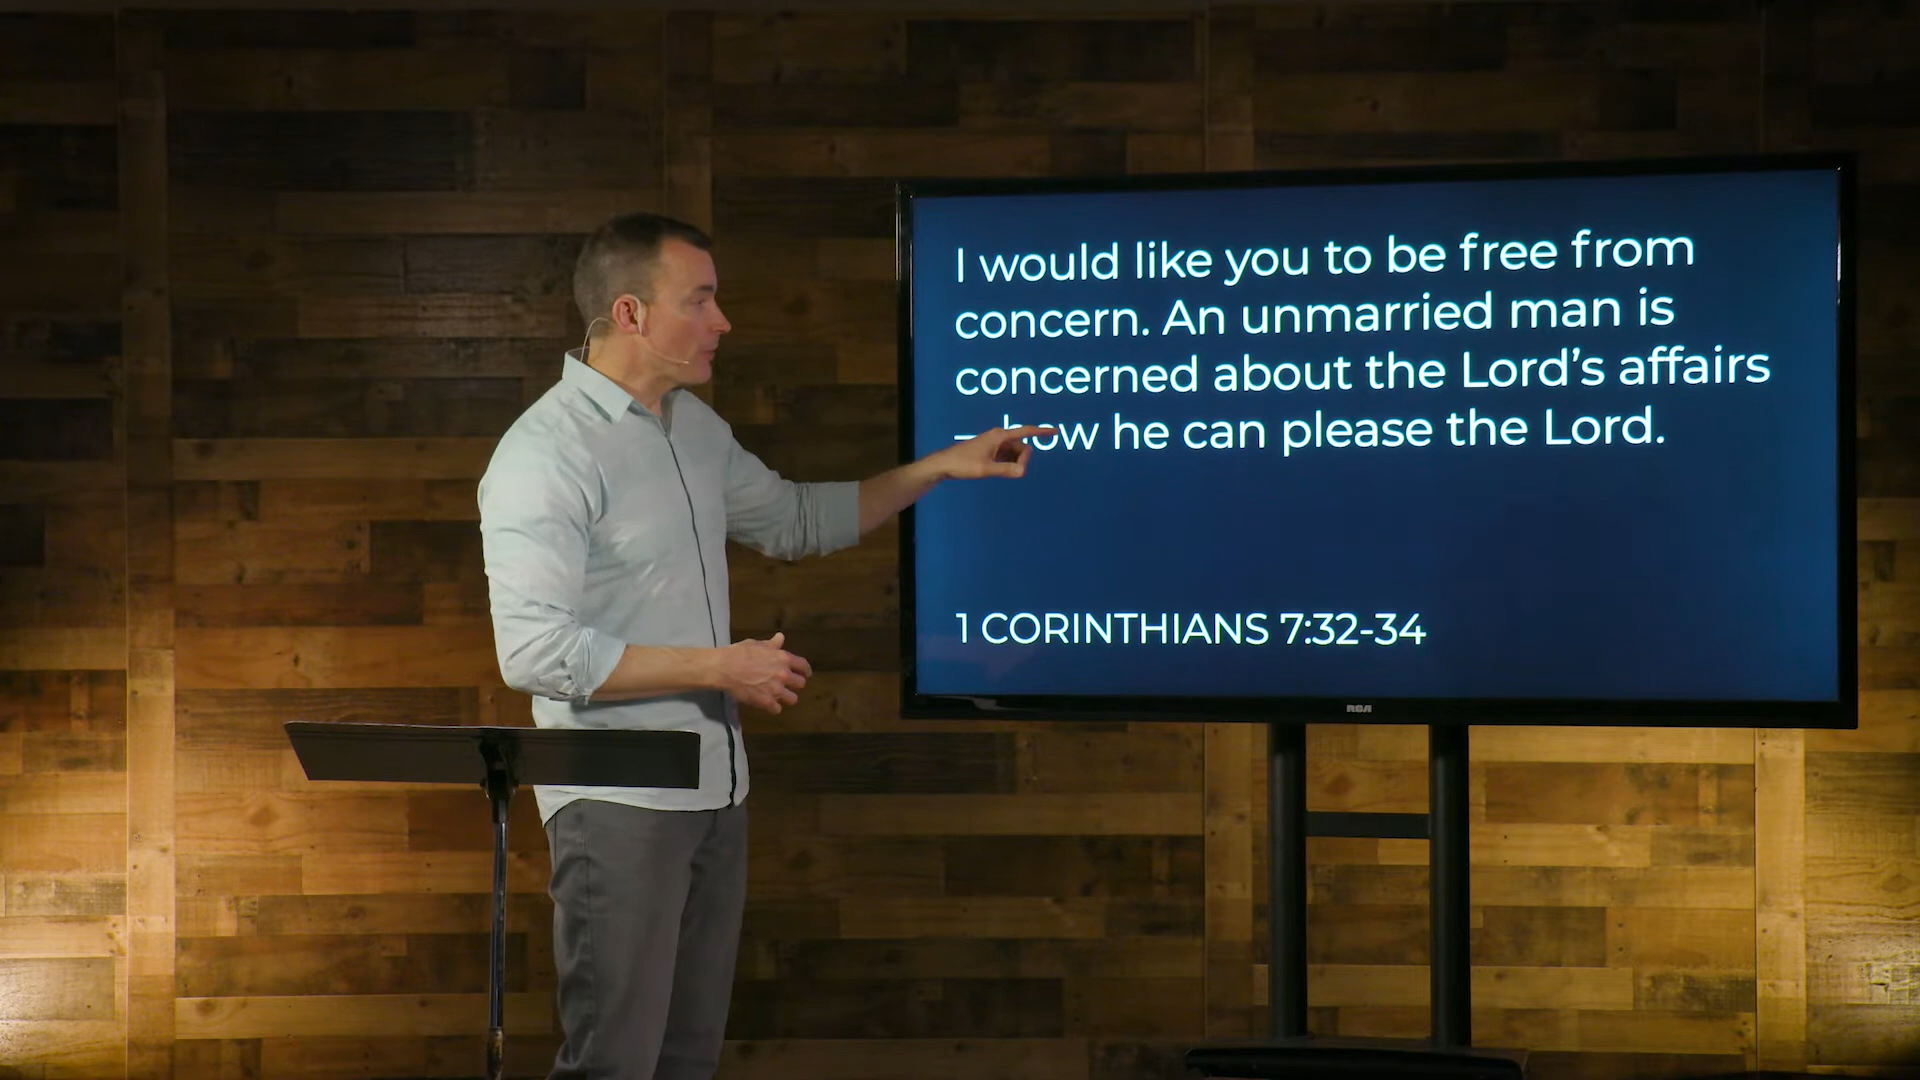 I would like you to be free from
concern. An unmarried man is
concerned about the Lord’s affairs
—how he can please the Lord.
1 CORINTHIANS 7:32-34
RCA